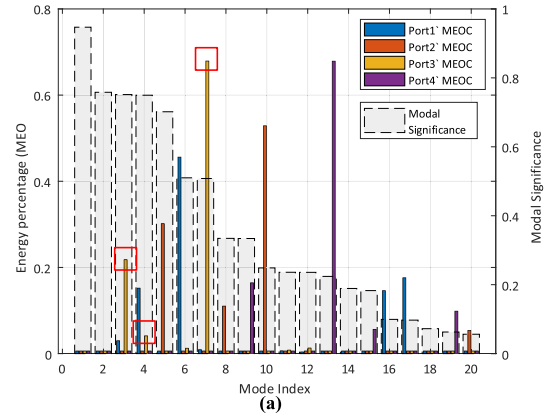 (a)
0.8
0.6
0.4
0.2
0
Energy percentage (MEO
1
0.8
0.6
0.4
0.2
0
Modal Significance
Port1` MEOC
Port2` MEOC
Port3` MEOC
Port4` MEOC
Modal
Significance
0 2 4 6 8 10 12 14 16 18 20
Mode Index
(a)